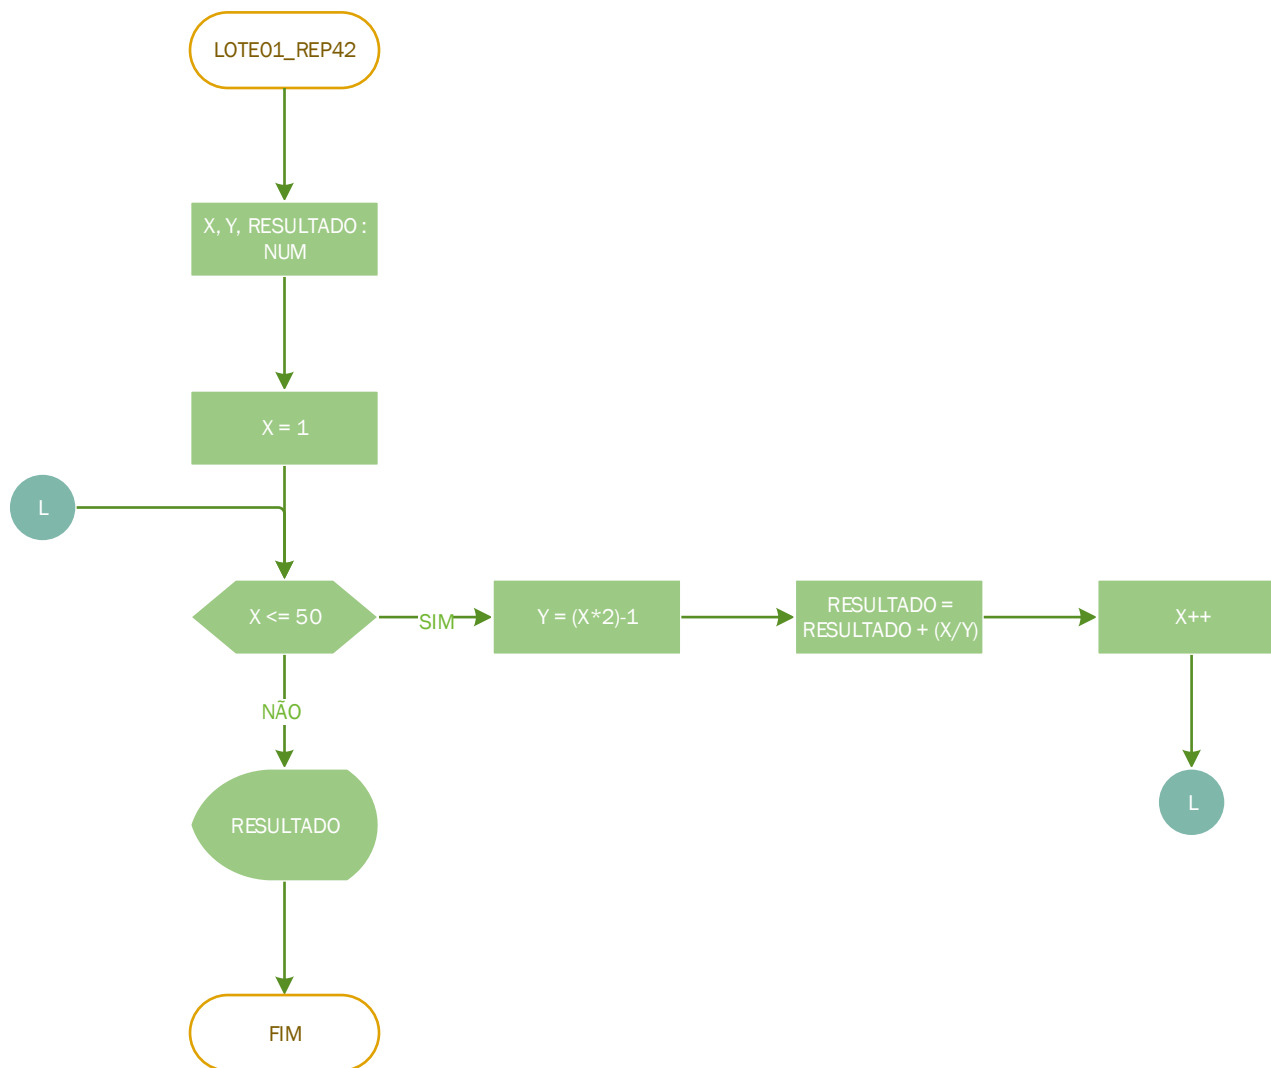 LOTE01_REP42
X, Y, RESULTADO :
NUM
X = 1
L
X <= 50
SIM
Y = (X*2)-1
RESULTADO =
RESULTADO + (X/Y)
X++
NÃO
L
RESULTADO
FIM